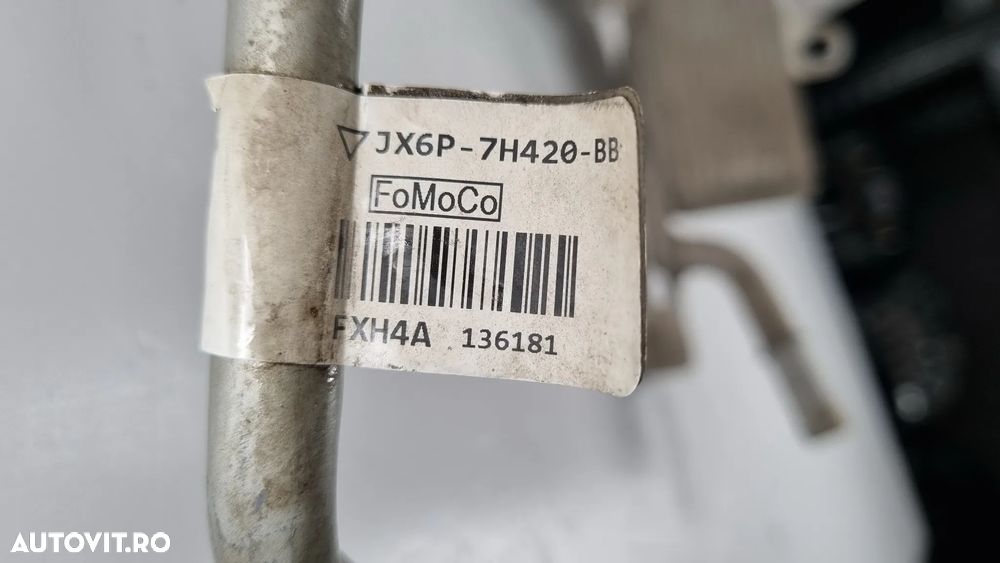 JX6P-7H420-BB
FoMoCo
FXH4A 136181
AUTOVIT.RO